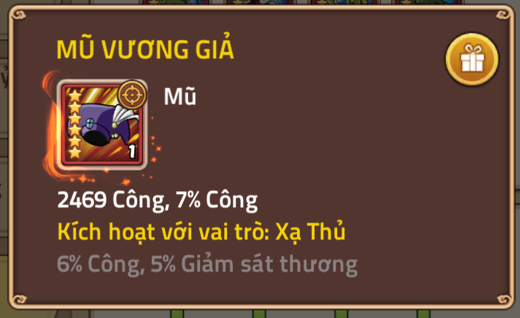 MŨ VƯƠNG GIẢ
Mũ
1
2469 Công, 7% Công
Kích hoạt với vai trò: Xạ Thủ
6% Công, 5% Giảm sát thương